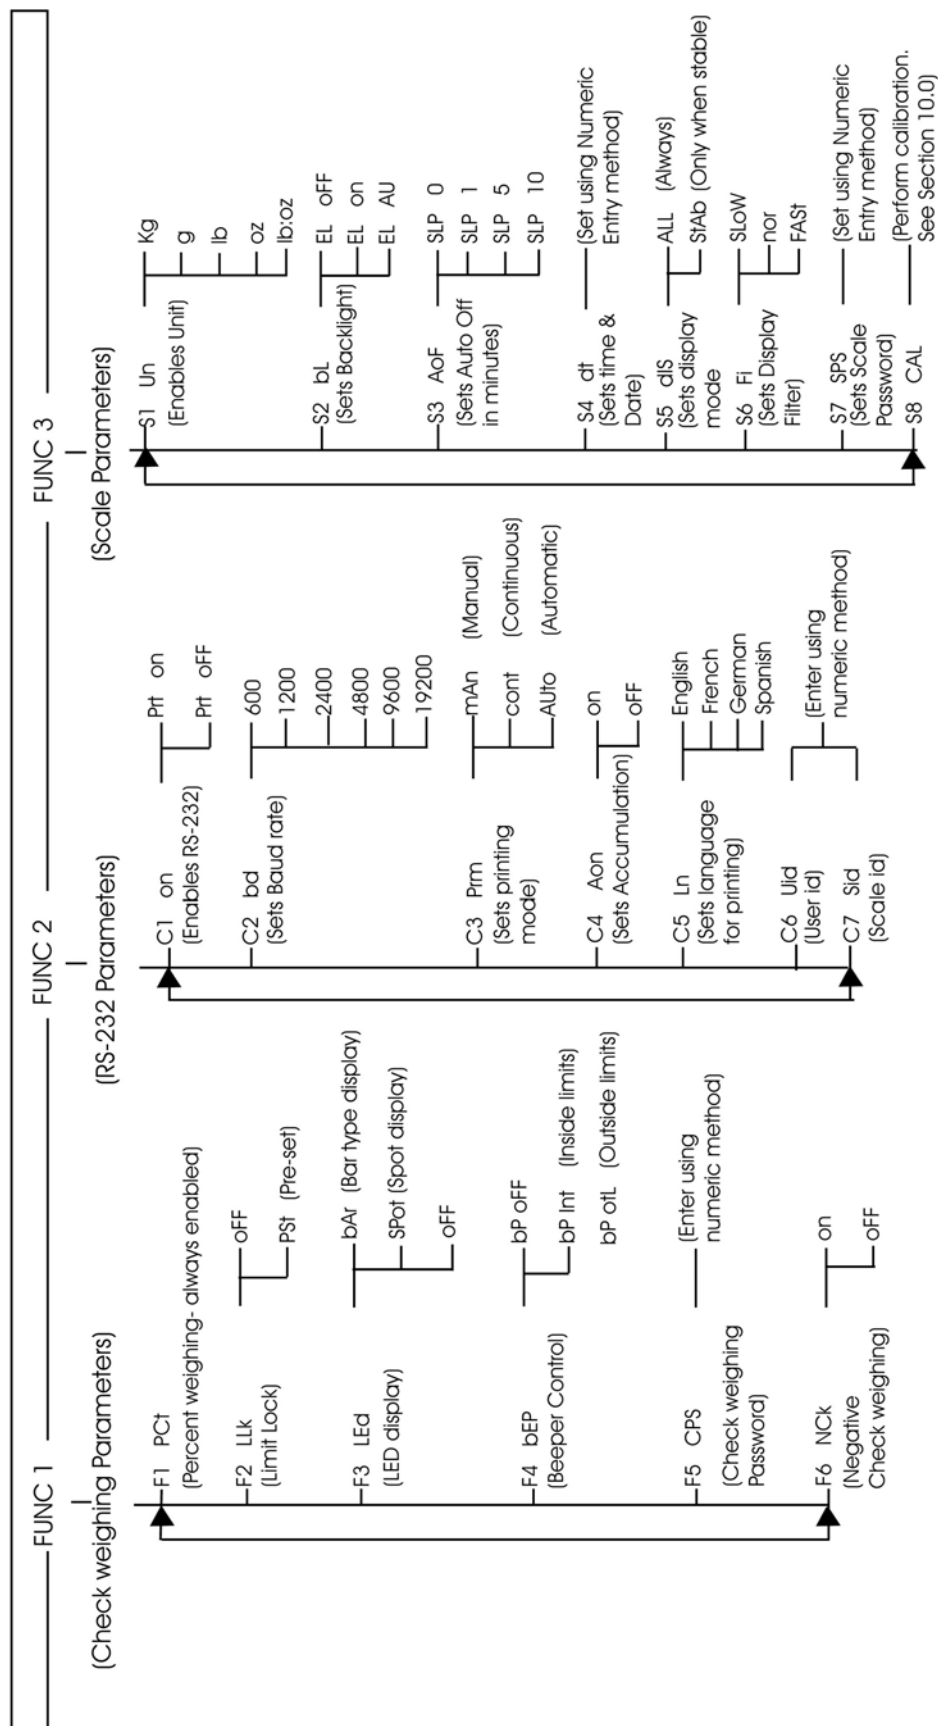 FUNC 1
(Check weighing Parameters)
F1 PCt
(Percent weighing- always enabled)
F2 LLk
(Limit Lock)
oFF
PSt (Pre-set)
F3 LEd
(LED display)
bAr (Bar type display)
SPot (Spot display)
oFF
F4 bEP
(Beeper Control)
bP oFF
bP Int (Inside limits)
bP otL (Outside limits)
F5 CPS
(Check weighing
Password)
(Enter using
numeric method)
F6 NCk
(Negative
Check weighing)
on
oFF
FUNC 2
(RS-232 Parameters)
C1 on
(Enables RS-232)
Prt on
Prt oFF
C2 bd
(Sets Baud rate)
600
1200
2400
4800
9600
19200
C3 Prm
(Sets printing
mode)
mAn (Manual)
cont (Continuous)
AUto (Automatic)
C4 Aon
(Sets Accumulation)
on
oFF
C5 Ln
(Sets language
for printing)
English
French
German
Spanish
C6 Uid
(User id)
C7 Sid
(Scale id)
(Enter using
numeric method)
FUNC 3
(Scale Parameters)
S1 Un
(Enables Unit)
Kg
g
lb
oz
lb:oz
S2 bL
(Sets Backlight)
EL oFF
EL on
EL AU
S3 AoF
(Sets Auto Off
in minutes)
SLP 0
SLP 1
SLP 5
SLP 10
S4 dt
(Sets time &
Date)
(Set using Numeric
Entry method)
S5 dIS
(Sets display
mode
ALL (Always)
StAb (Only when stable)
S6 Fi
(Sets Display
Filter)
SLoW
nor
FASt
S7 SPS
(Sets Scale
Password)
(Set using Numeric
Entry method)
S8 CAL
(Perform calibration.
See Section 10.0)